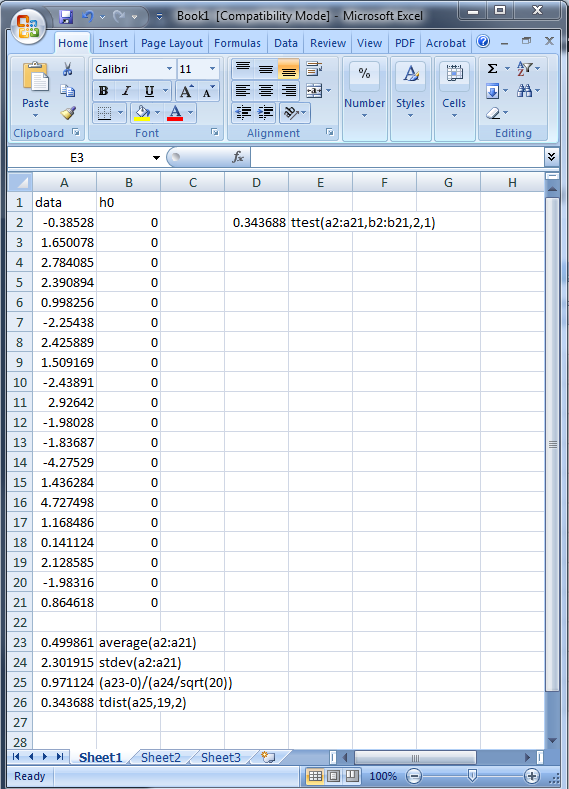 Book1 [Compatibility Mode] - Microsoft Excel
Home Insert Page Layout Formulas Data Review View PDF Acrobat
Calibri 11
Paste B I U A A Σ A Z
% A
Number Styles Cells
Clipboard Font Alignment Editing
E3 fx
A B C D E F G H
1 data h0
2 -0.38528 0 0.343688 ttest(a2:a21,b2:b21,2,1)
3 1.650078 0
4 2.784085 0
5 2.390894 0
6 0.998256 0
7 -2.25438 0
8 2.425889 0
9 1.509169 0
10 -2.43891 0
11 2.92642 0
12 -1.98028 0
13 -1.83687 0
14 -4.27529 0
15 1.436284 0
16 4.727498 0
17 1.168486 0
18 0.141124 0
19 2.128585 0
20 -1.98316 0
21 0.864618 0
22
23 0.499861 average(a2:a21)
24 2.301915 stdev(a2:a21)
25 0.971124 (a23-0)/(a24/sqrt(20))
26 0.343688 tdist(a25,19,2)
27
28
Sheet1 Sheet2 Sheet3
Ready 100%